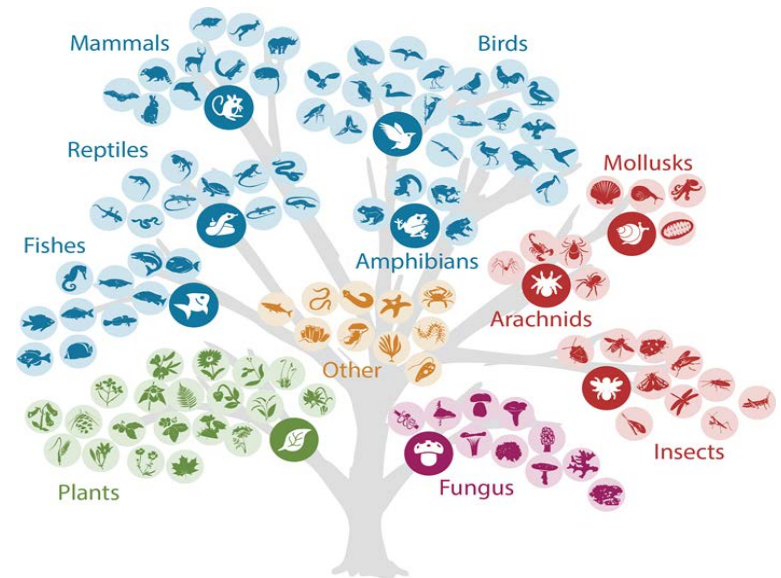 Mammals
Birds
Reptiles
Mollusks
Fishes
Amphibians
Arachnids
Other
Insects
Plants
Fungus